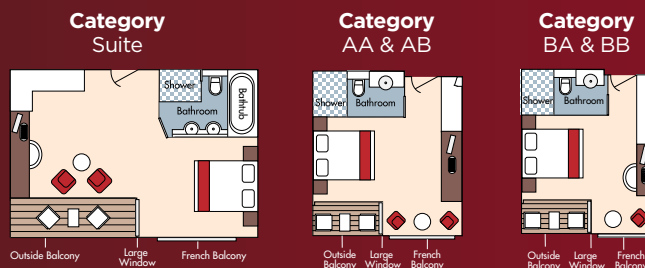 Category
Suite
Shower
Bathroom
Bathtub
Outside Balcony
Large
Window
French Balcony
Category
AA & AB
Shower
Bathroom
Outside
Balcony
Large
Window
French
Balcony
Category
BA & BB
Shower
Bathroom
Outside
Balcony
Large
Window
French
Balcony